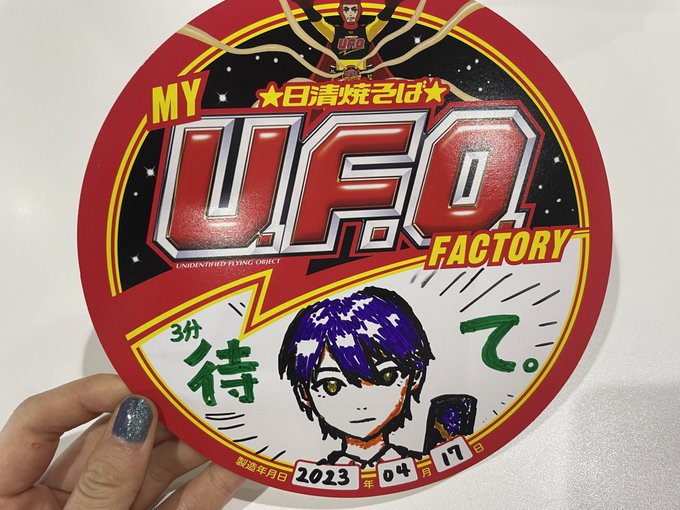 U.F.O.
MY
★日清焼そば★
U.F.O.
UNIDENTIFIED FLYING OBJECT
FACTORY
3分
待て。
製造年月日 2023 年 04 月 17 日